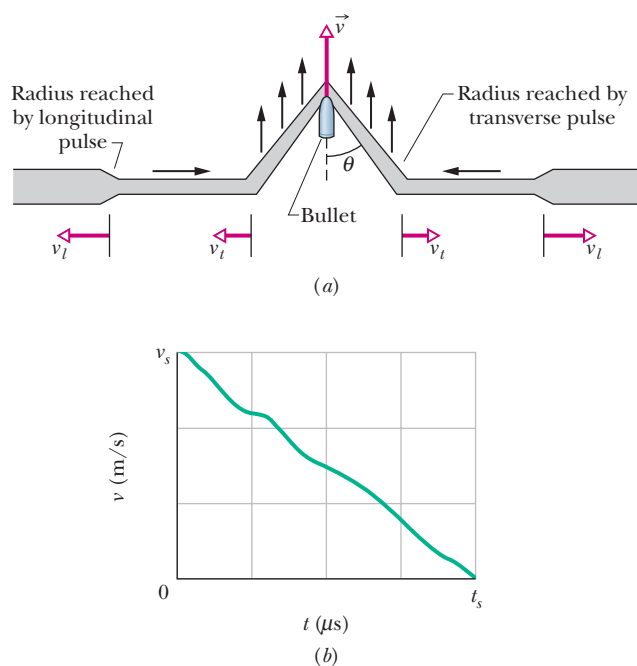 v⃗
Radius reached
by longitudinal
pulse
Radius reached by
transverse pulse
θ
Bullet
v_l
v_t
v_t
v_l
(a)
v_s
v (m/s)
0
t_s
t (μs)
(b)